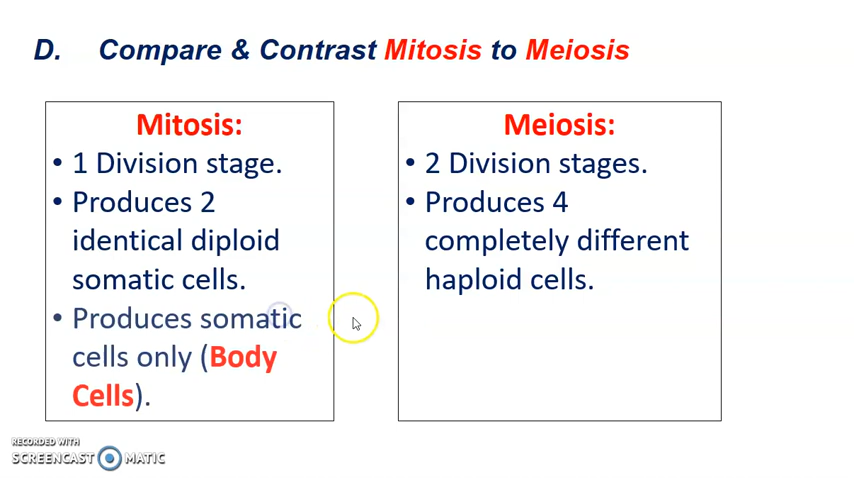 D. Compare & Contrast Mitosis to Meiosis
Mitosis:
• 1 Division stage.
• Produces 2
identical diploid
somatic cells.
• Produces somatic
cells only (Body
Cells).
Meiosis:
• 2 Division stages.
• Produces 4
completely different
haploid cells.
RECORDED WITH
SCREENCAST MATIC